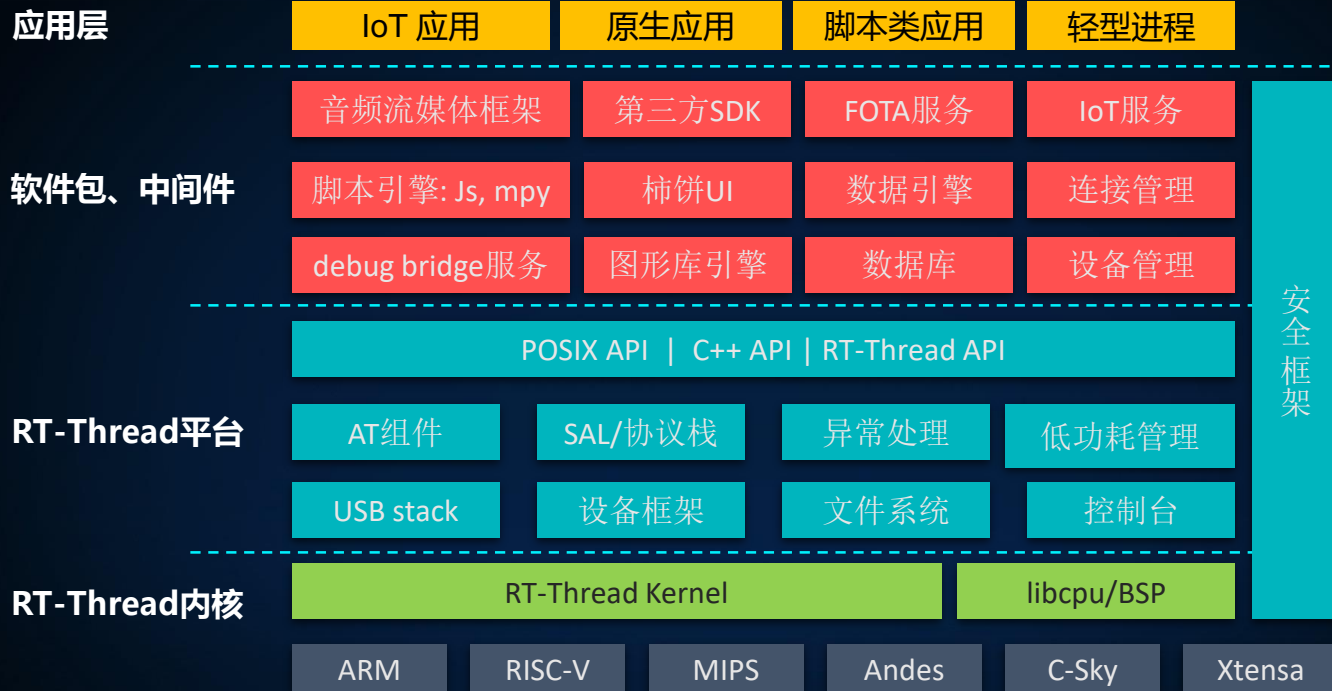 应用层
IoT 应用
原生应用
脚本类应用
轻型进程
音频流媒体框架
第三方SDK
FOTA服务
IoT服务
软件包、中间件
脚本引擎: Js, mpy
柿饼UI
数据引擎
连接管理
debug bridge服务
图形库引擎
数据库
设备管理
安全框架
POSIX API | C++ API | RT-Thread API
RT-Thread平台
AT组件
SAL/协议栈
异常处理
低功耗管理
USB stack
设备框架
文件系统
控制台
RT-Thread内核
RT-Thread Kernel
libcpu/BSP
ARM
RISC-V
MIPS
Andes
C-Sky
Xtensa